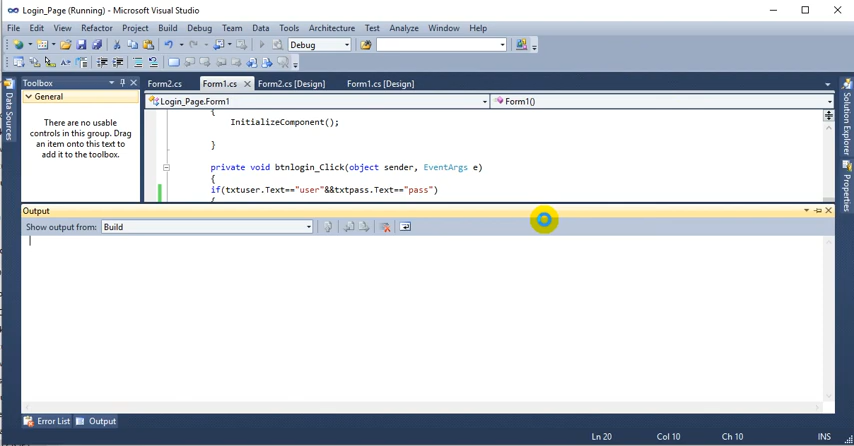 Login_Page (Running) - Microsoft Visual Studio
File Edit View Refactor Project Build Debug Team Data Tools Architecture Test Analyze Window Help
Debug
Toolbox
Form2.cs Form1.cs Form2.cs [Design] Form1.cs [Design]
General
Login_Page.Form1 Form1()
There are no usable
controls in this group. Drag
an item onto this text to
add it to the toolbox.
{
InitializeComponent();
}
private void btnlogin_Click(object sender, EventArgs e)
{
if(txtuser.Text=="user"&&txtpass.Text=="pass")
{
Data Sources
Solution Explorer
Properties
Output
Show output from: Build
Error List Output
Ln 20 Col 10 Ch 10 INS